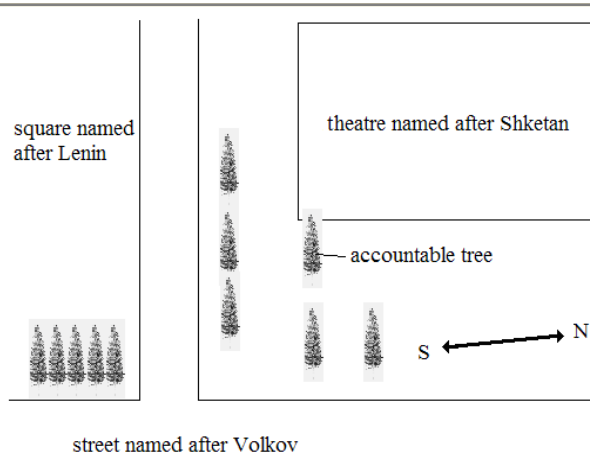 square named
after Lenin
theatre named after Shketan
accountable tree
N
S
street named after Volkov